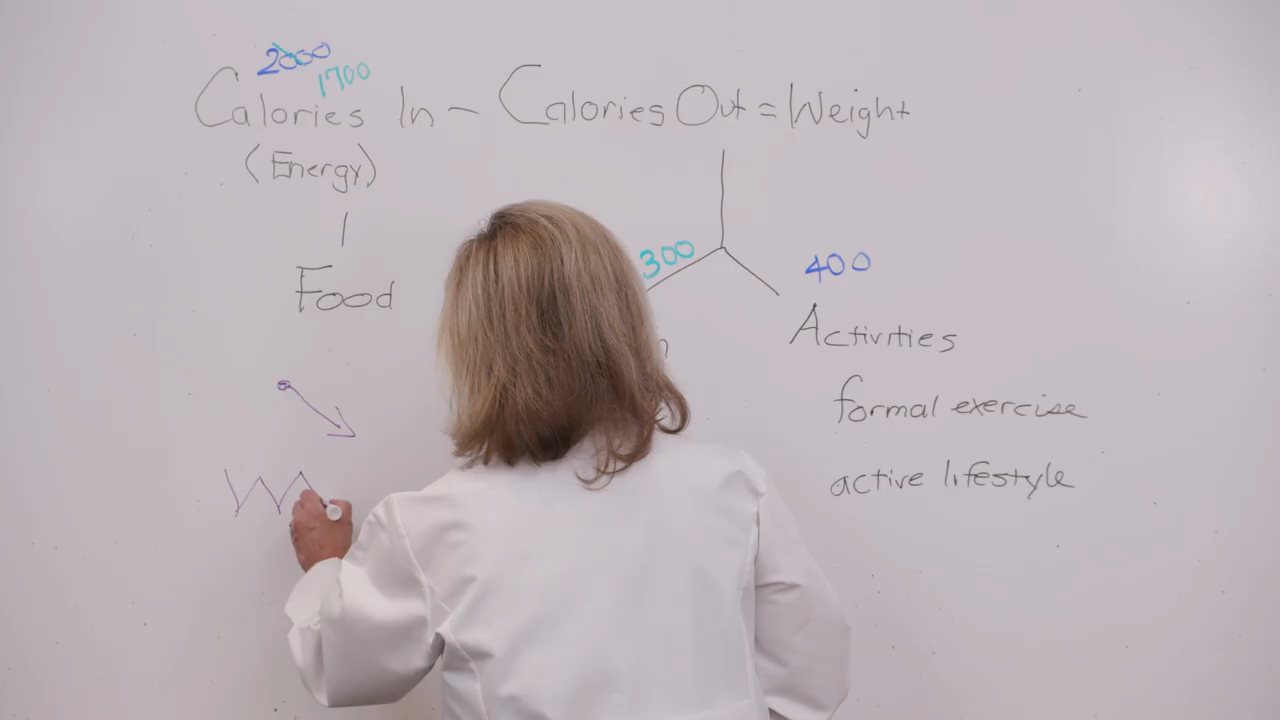 2000
1700
Calories In - Calories Out = Weight
(Energy)
300
400
Food
Activities
formal exercise
active lifestyle